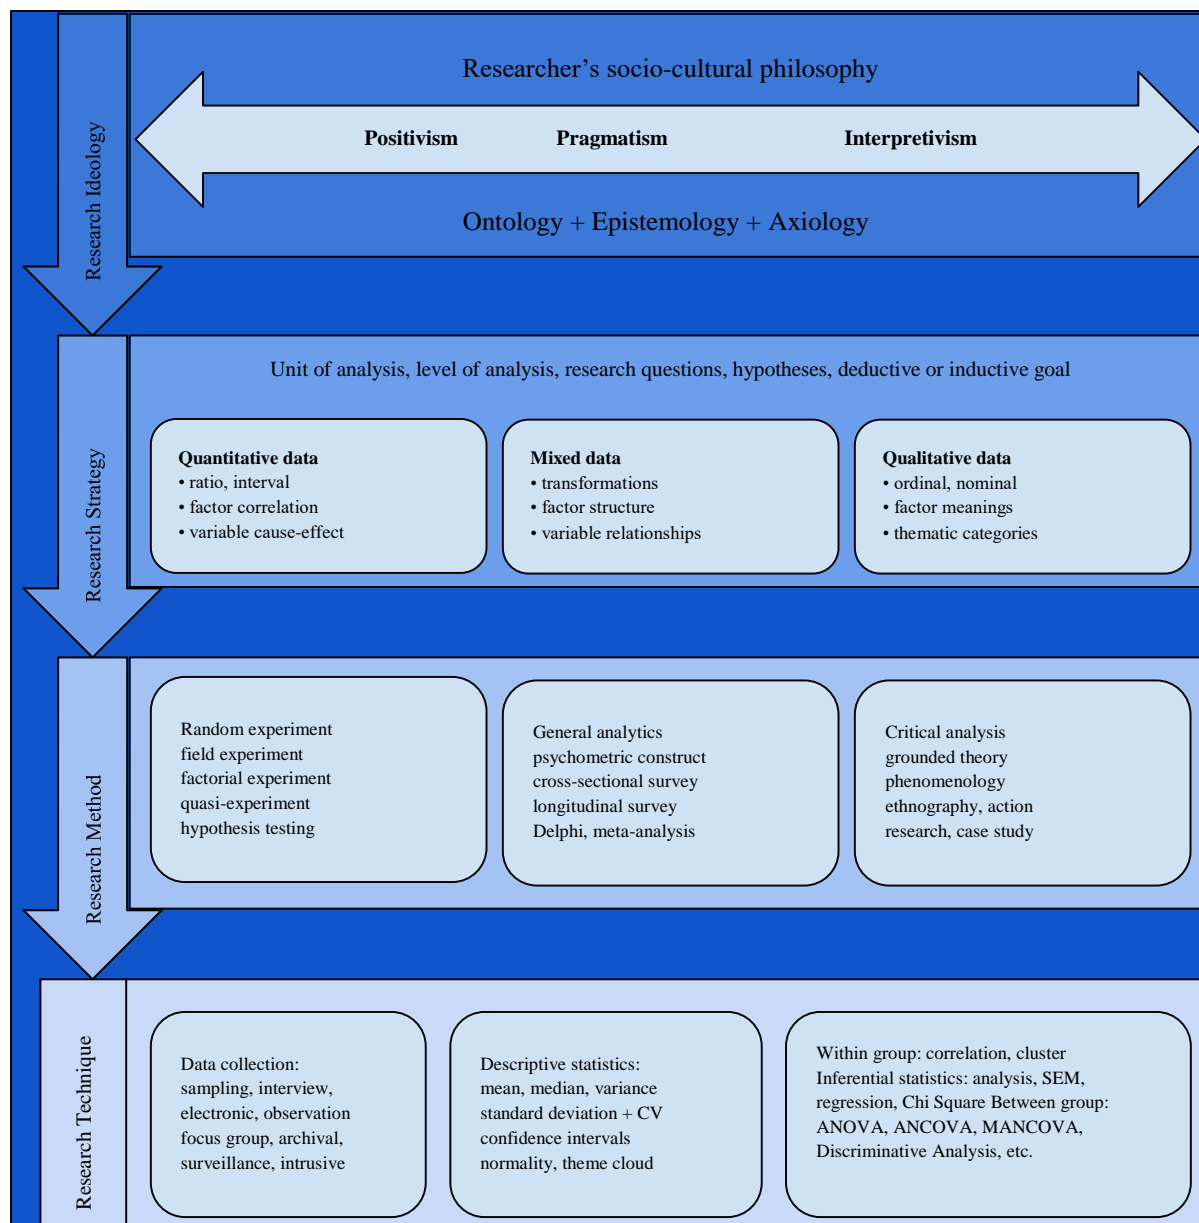 Research Ideology
Researcher’s socio-cultural philosophy
Positivism Pragmatism Interpretivism
Ontology + Epistemology + Axiology
Research Strategy
Unit of analysis, level of analysis, research questions, hypotheses, deductive or inductive goal
Quantitative data
• ratio, interval
• factor correlation
• variable cause-effect
Mixed data
• transformations
• factor structure
• variable relationships
Qualitative data
• ordinal, nominal
• factor meanings
• thematic categories
Research Method
Random experiment
field experiment
factorial experiment
quasi-experiment
hypothesis testing
General analytics
psychometric construct
cross-sectional survey
longitudinal survey
Delphi, meta-analysis
Critical analysis
grounded theory
phenomenology
ethnography, action
research, case study
Research Technique
Data collection:
sampling, interview,
electronic, observation
focus group, archival,
surveillance, intrusive
Descriptive statistics:
mean, median, variance
standard deviation + CV
confidence intervals
normality, theme cloud
Within group: correlation, cluster
Inferential statistics: analysis, SEM,
regression, Chi Square Between group:
ANOVA, ANCOVA, MANCOVA,
Discriminative Analysis, etc.